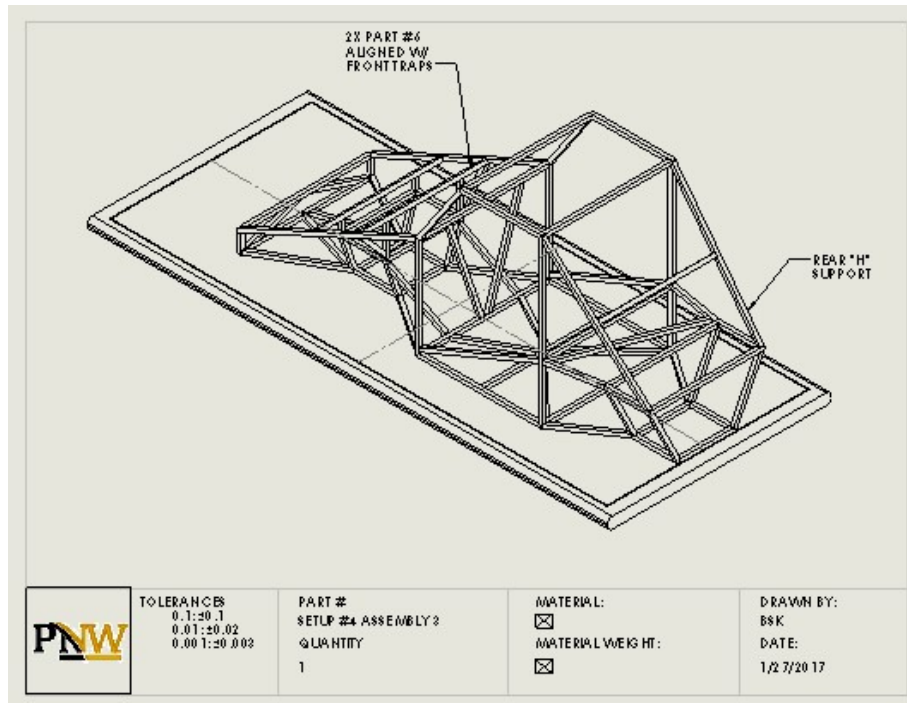 2X PART #6
ALIGNED W/
FRONT TRAPS
REAR "H"
SUPPORT
PNW
TOLERANCES
0.1:±0.1
0.01:±0.02
0.001:±0.003
PART #
SETUP #4 ASSEMBLY 3
QUANTITY
1
MATERIAL:
MATERIAL WEIGHT:
DRAWN BY:
BSK
DATE:
1/27/2017